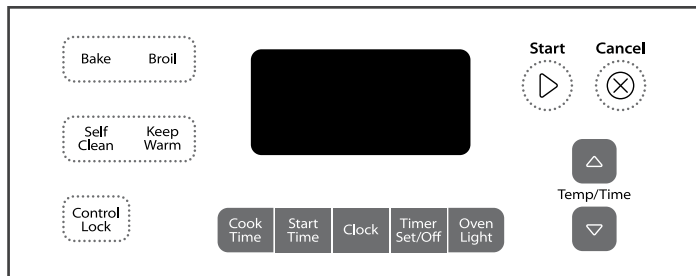 Bake Broil
Start Cancel
Self
Clean
Keep
Warm
Temp/Time
Control
Lock
Cook
Time
Start
Time
Clock
Timer
Set/Off
Oven
Light